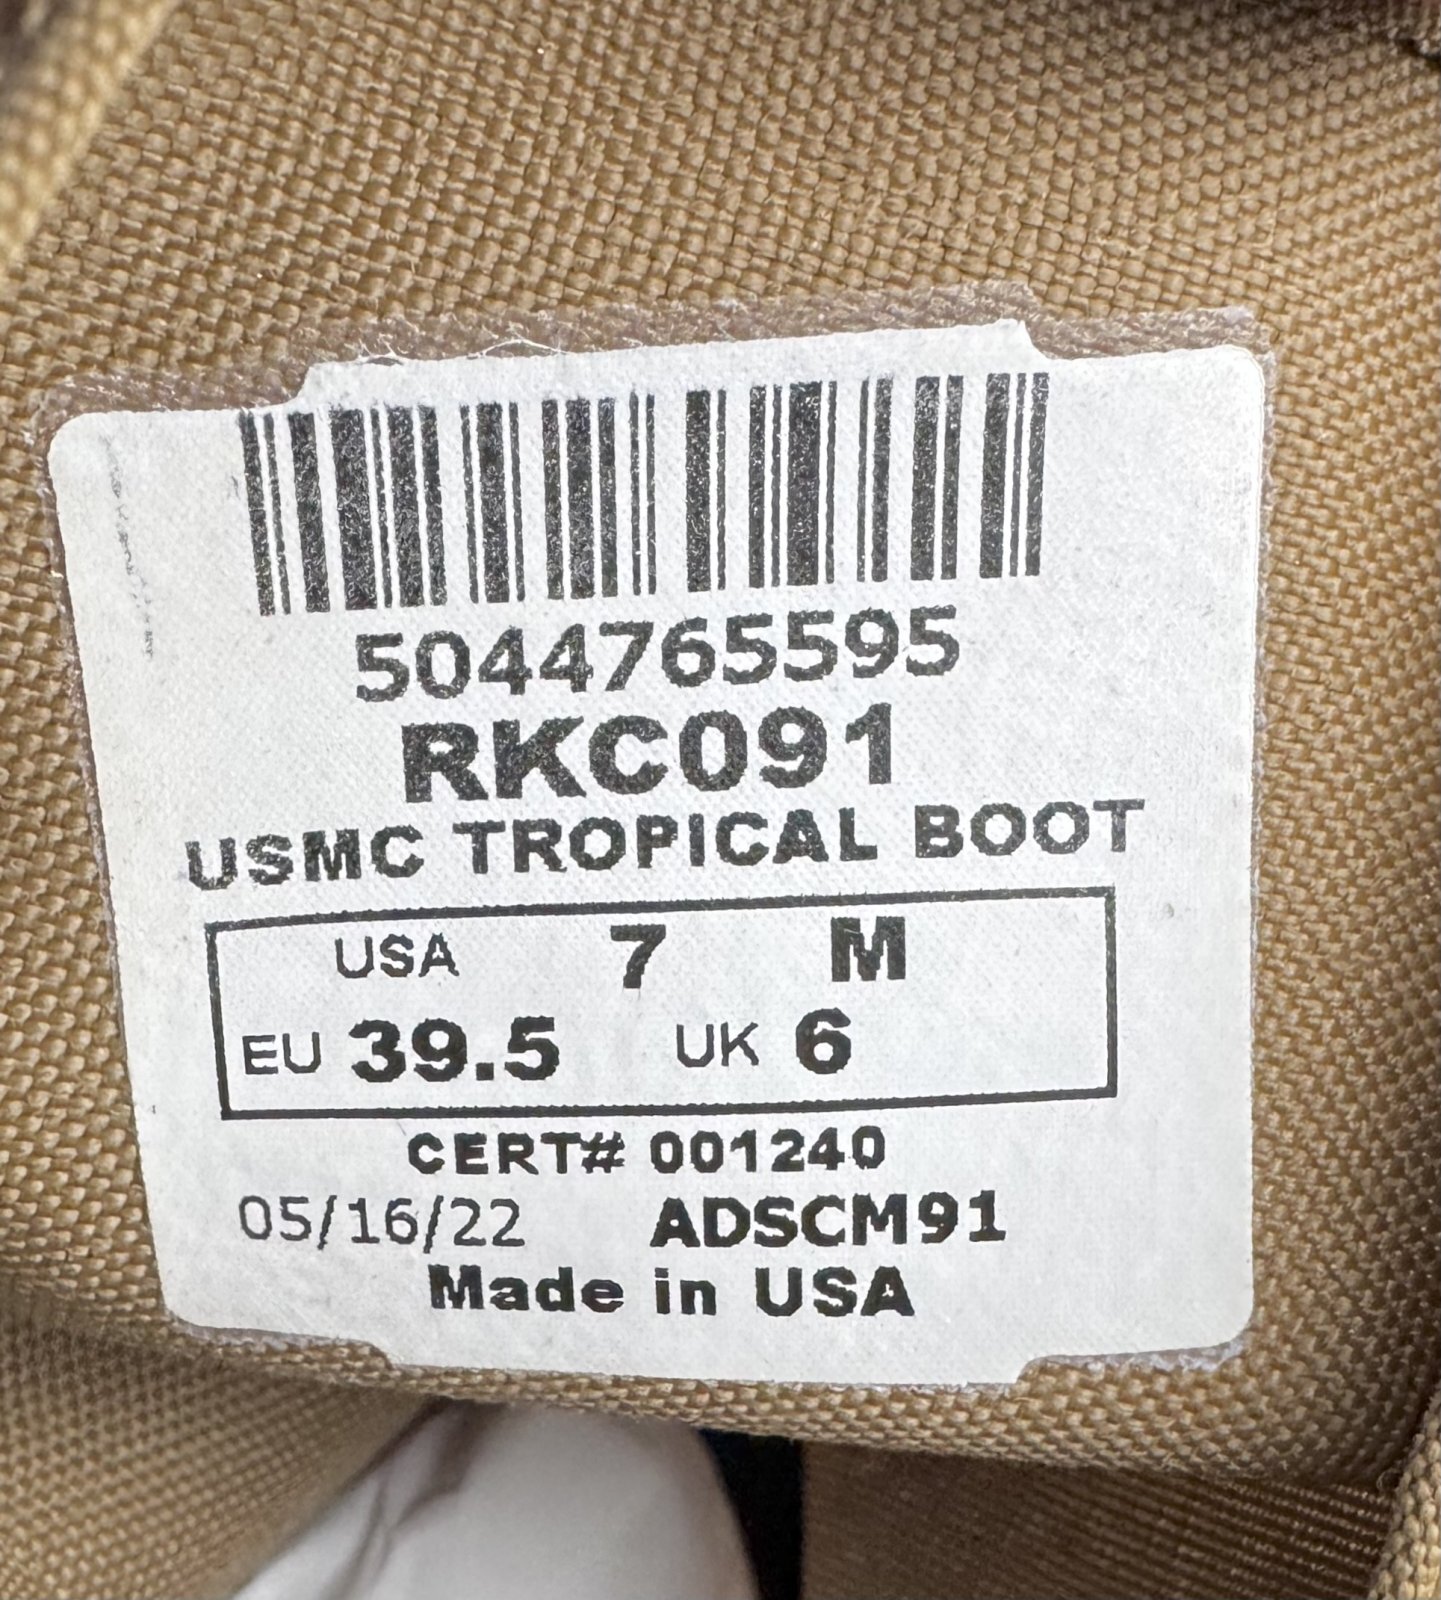 5044765595
RKC091
USMC TROPICAL BOOT
USA 7 M
EU 39.5 UK 6
CERT# 001240
05/16/22 ADSCM91
Made in USA